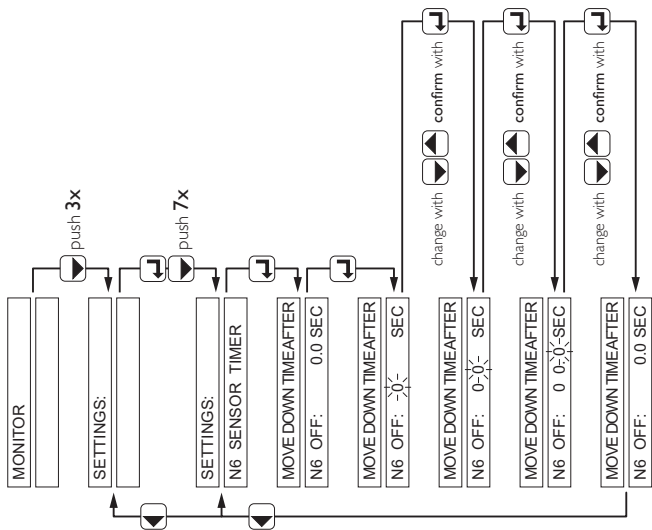 MONITOR
push 3x
SETTINGS:
push 7x
SETTINGS:
N6 SENSOR TIMER
MOVE DOWN TIMEAFTER
N6 OFF: 0.0 SEC
MOVE DOWN TIMEAFTER
N6 OFF: 0 SEC
change with confirm with
MOVE DOWN TIMEAFTER
N6 OFF: 0 0 SEC
change with confirm with
MOVE DOWN TIMEAFTER
N6 OFF: 0 0.0 SEC
change with confirm with
MOVE DOWN TIMEAFTER
N6 OFF: 0.0 SEC